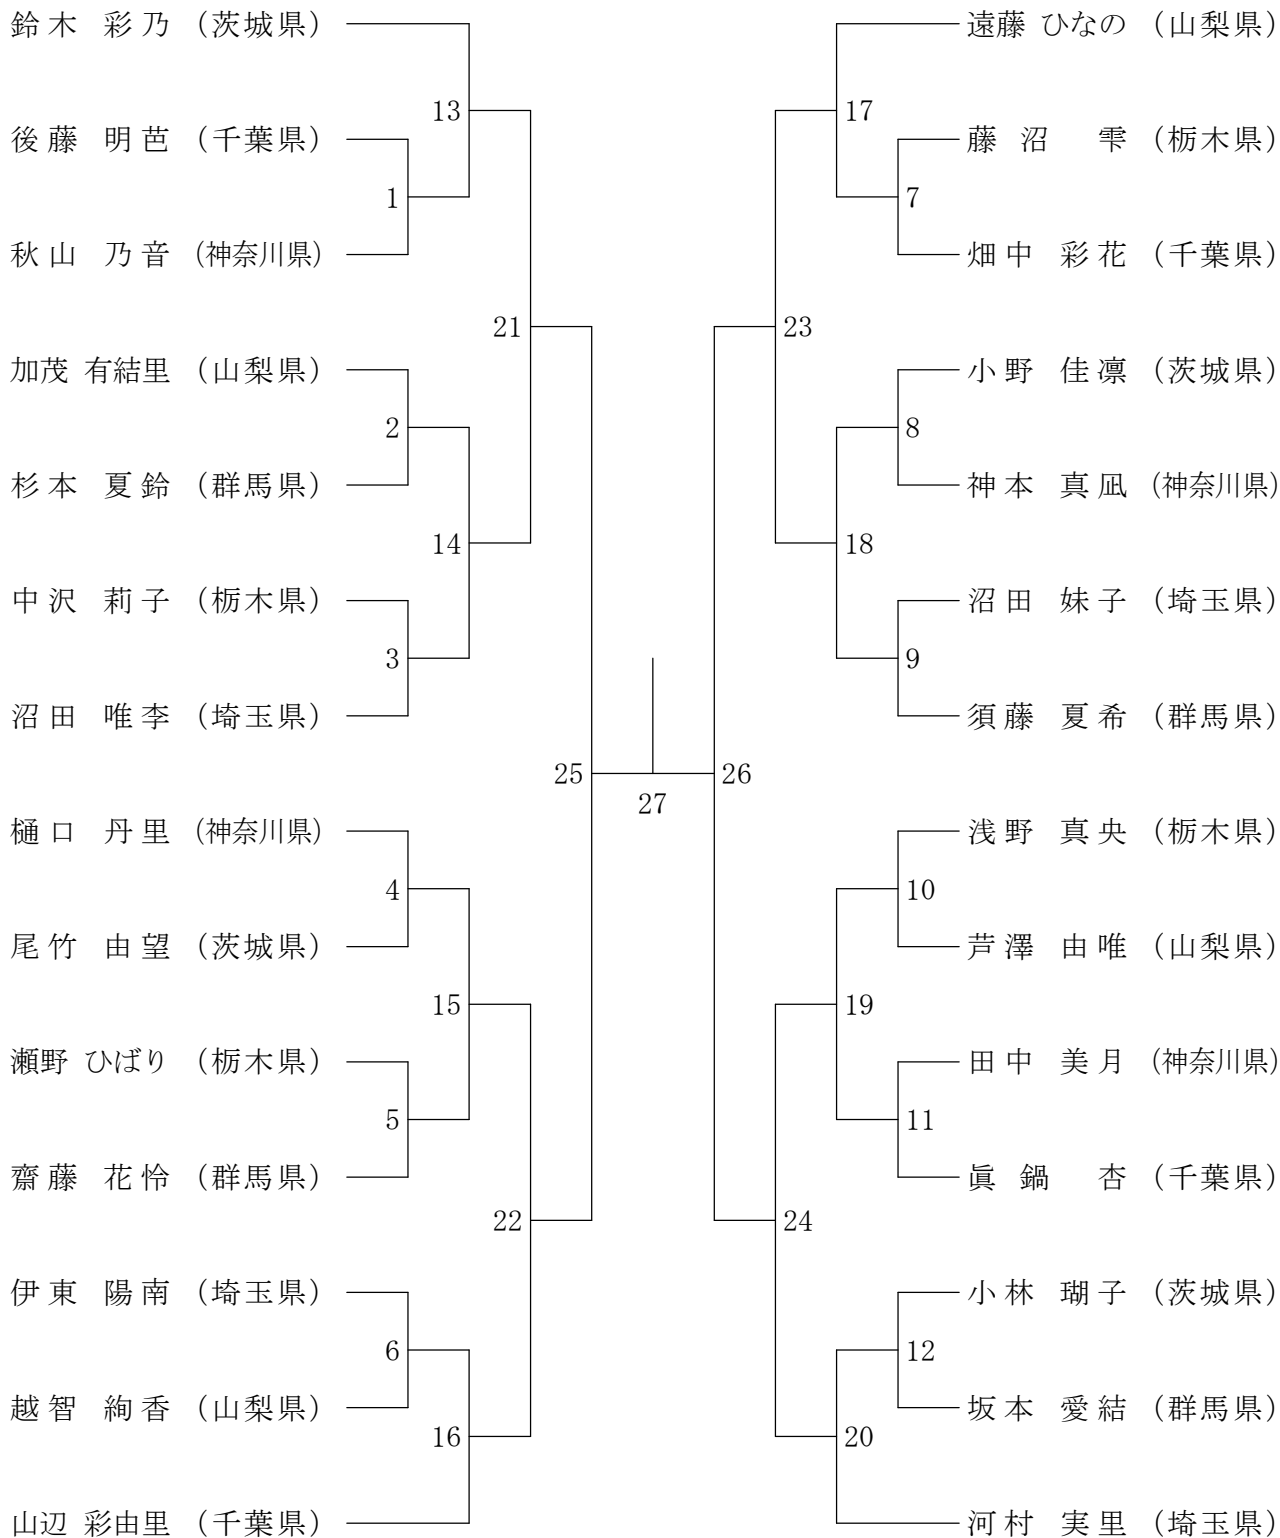 鈴木 彩乃 (茨城県)
13
後藤 明芭 (千葉県)
1
秋山 乃音 (神奈川県)
21
加茂 有結里 (山梨県)
2
杉本 夏鈴 (群馬県)
14
中沢 莉子 (栃木県)
3
沼田 唯李 (埼玉県)
25
樋口 丹里 (神奈川県)
4
尾竹 由望 (茨城県)
15
瀬野 ひばり (栃木県)
5
齋藤 花怜 (群馬県)
22
伊東 陽南 (埼玉県)
6
越智 絢香 (山梨県)
16
山辺 彩由里 (千葉県)
27
遠藤 ひなの (山梨県)
17
藤沼 雫 (栃木県)
7
畑中 彩花 (千葉県)
23
小野 佳凛 (茨城県)
8
神本 真凪 (神奈川県)
18
沼田 妹子 (埼玉県)
9
須藤 夏希 (群馬県)
26
浅野 真央 (栃木県)
10
芦澤 由唯 (山梨県)
19
田中 美月 (神奈川県)
11
眞鍋 杏 (千葉県)
24
小林 瑚子 (茨城県)
12
坂本 愛結 (群馬県)
20
河村 実里 (埼玉県)